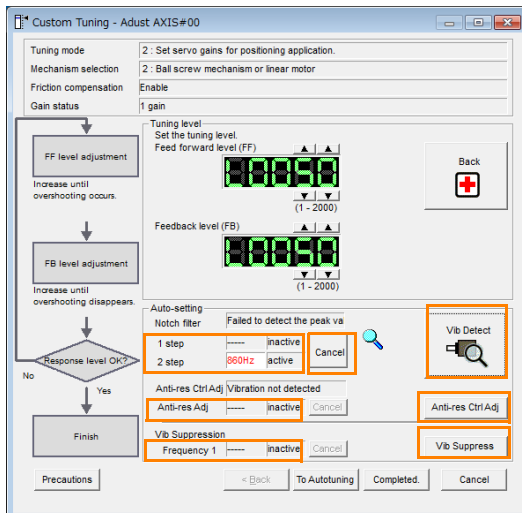 Custom Tuning - Adust AXIS#00
Tuning mode 2 : Set servo gains for positioning application.
Mechanism selection 2 : Ball screw mechanism or linear motor
Friction compensation Enable
Gain status 1 gain
FF level adjustment
Increase until
overshooting occurs.
FB level adjustment
Increase until
overshooting disappears.
Response level OK?
No
Yes
Finish
Tuning level
Set the tuning level.
Feed forward level (FF)
L0050
(1 - 2000)
Feedback level (FB)
L0050
(1 - 2000)
Back
Auto-setting
Notch filter Failed to detect the peak va
1 step ----- inactive
2 step 860Hz active
Cancel
Vib Detect
Anti-res Ctrl Adj Vibration not detected
Anti-res Adj ----- inactive Cancel Anti-res Ctrl Adj
Vib Suppression
Frequency 1 ----- inactive Cancel Vib Suppress
Precautions < Back To Autotuning Completed. Cancel